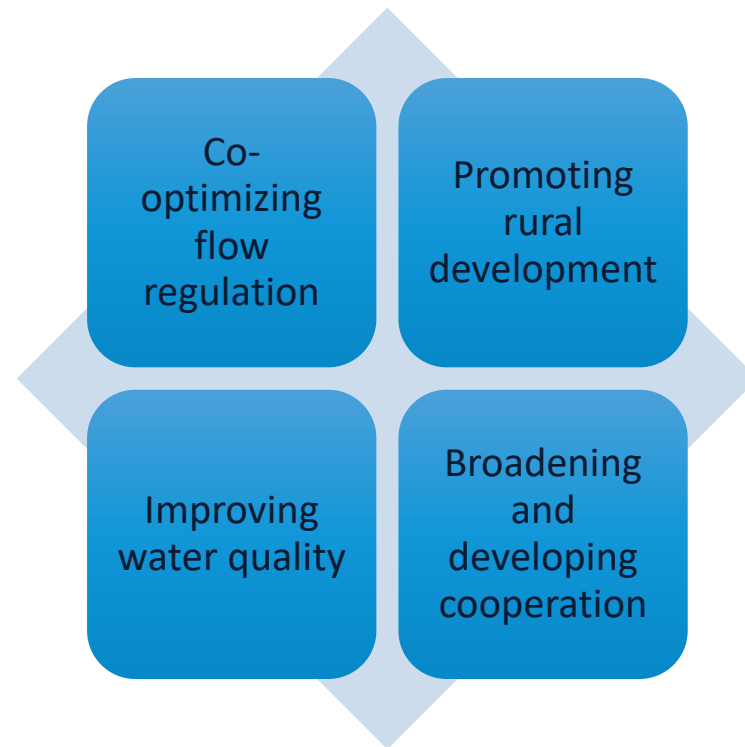 Co-
optimizing
flow
regulation
Promoting
rural
development
Improving
water quality
Broadening
and
developing
cooperation